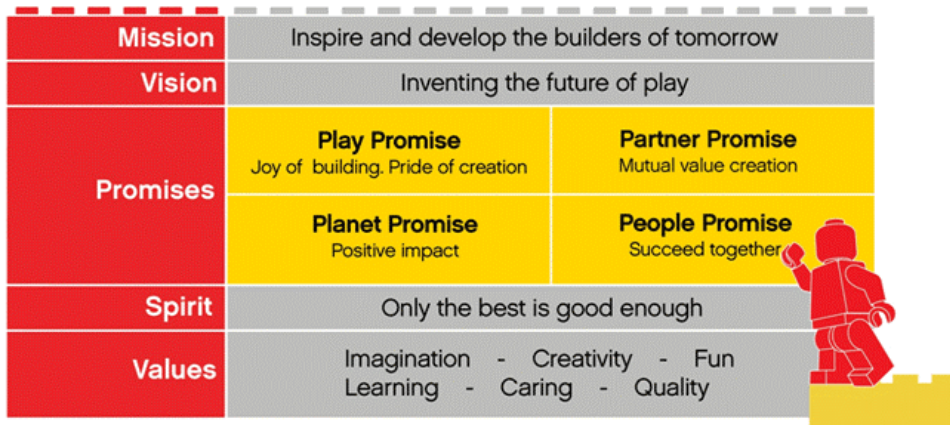 Mission
Inspire and develop the builders of tomorrow
Vision
Inventing the future of play
Promises
Play Promise
Joy of building. Pride of creation
Partner Promise
Mutual value creation
Planet Promise
Positive impact
People Promise
Succeed together
Spirit
Only the best is good enough
Values
Imagination - Creativity - Fun
Learning - Caring - Quality